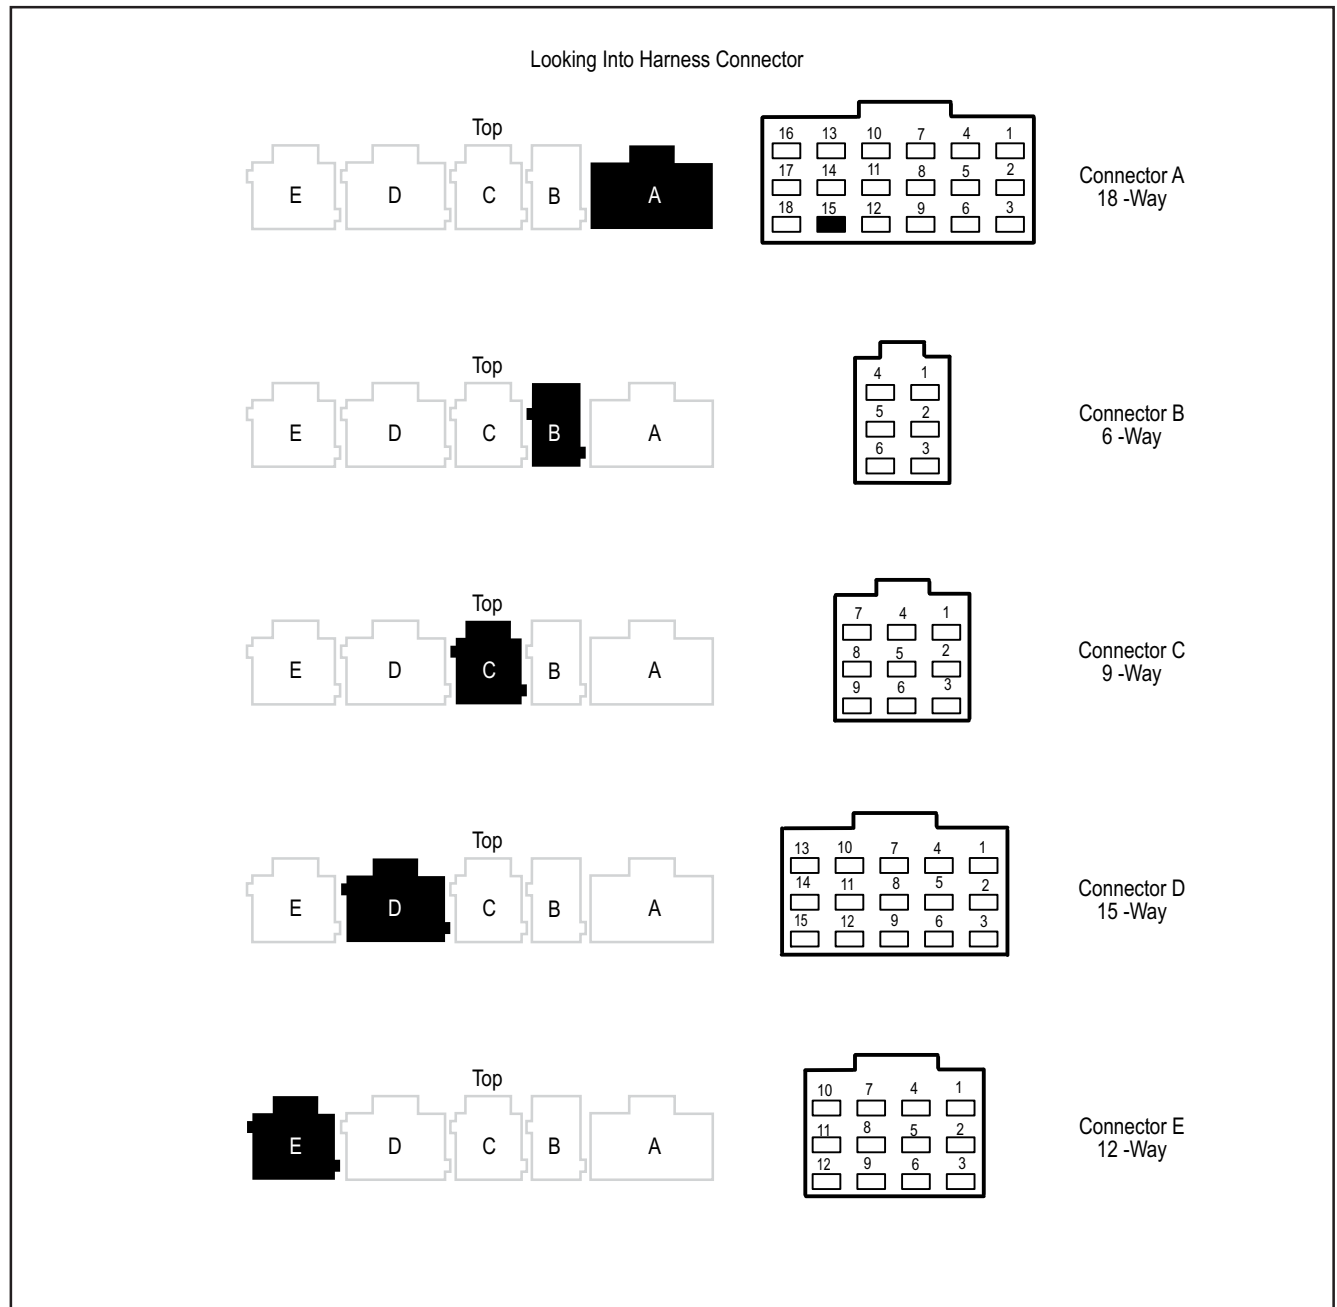 Looking Into Harness Connector
Top
E D C B A
16 13 10 7 4 1
17 14 11 8 5 2
18 15 12 9 6 3
Connector A
18 -Way
Top
E D C B A
4 1
5 2
6 3
Connector B
6 -Way
Top
E D C B A
7 4 1
8 5 2
9 6 3
Connector C
9 -Way
Top
E D C B A
13 10 7 4 1
14 11 8 5 2
15 12 9 6 3
Connector D
15 -Way
Top
E D C B A
10 7 4 1
11 8 5 2
12 9 6 3
Connector E
12 -Way